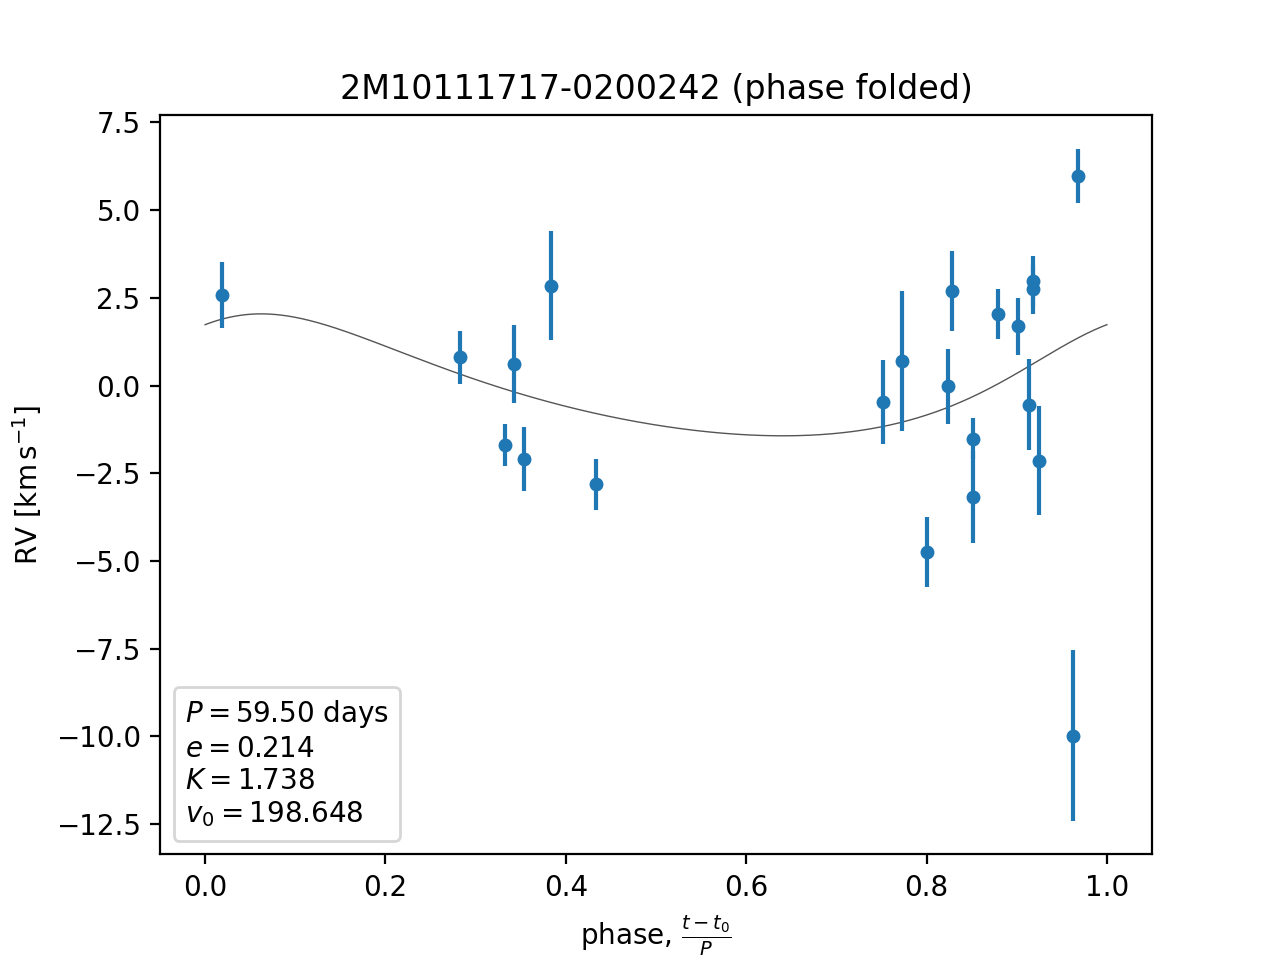 2M10111717-0200242 (phase folded)
7.5
5.0
2.5
0.0
−2.5
−5.0
−7.5
−10.0
−12.5
RV [km s⁻¹]
P = 59.50 days
e = 0.214
K = 1.738
v₀ = 198.648
0.0 0.2 0.4 0.6 0.8 1.0
phase, (t − t₀)/P